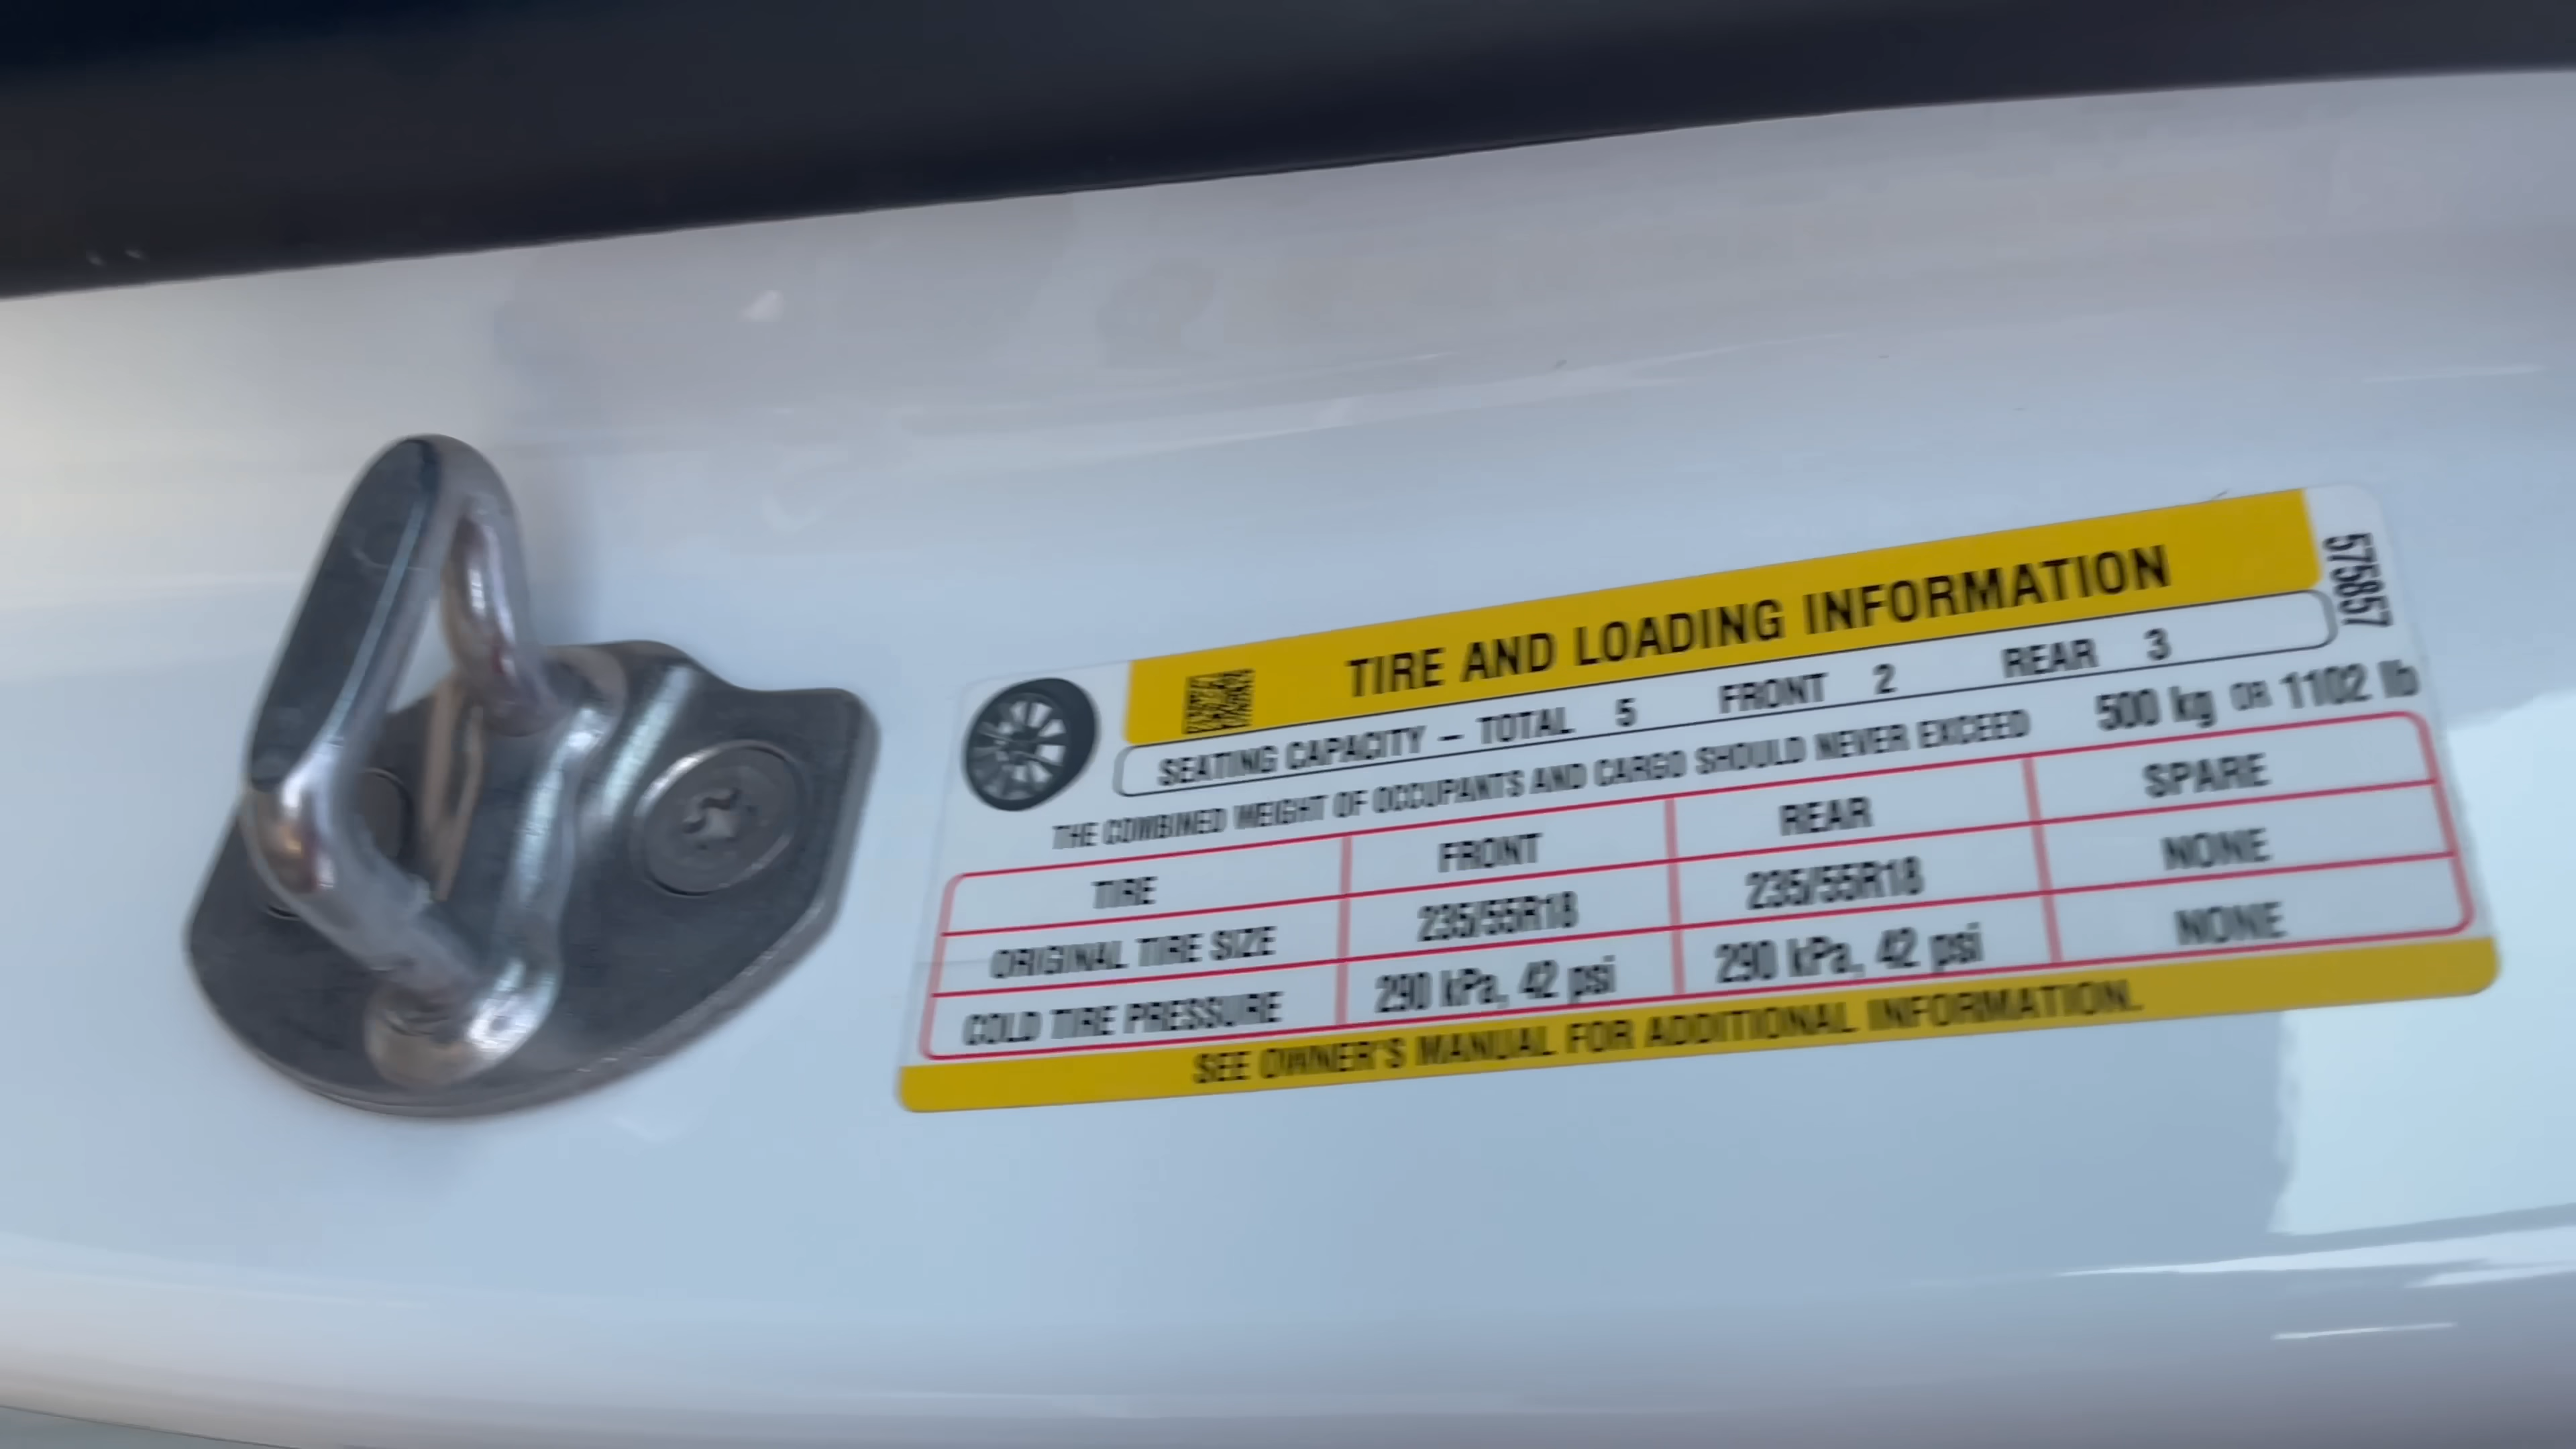 TIRE AND LOADING INFORMATION
575857
SEATING CAPACITY – TOTAL 5 FRONT 2 REAR 3
THE COMBINED WEIGHT OF OCCUPANTS AND CARGO SHOULD NEVER EXCEED 500 kg OR 1102 lb
TIRE FRONT REAR SPARE
ORIGINAL TIRE SIZE 235/55R18 235/55R18 NONE
COLD TIRE PRESSURE 290 kPa, 42 psi 290 kPa, 42 psi NONE
SEE OWNER'S MANUAL FOR ADDITIONAL INFORMATION.